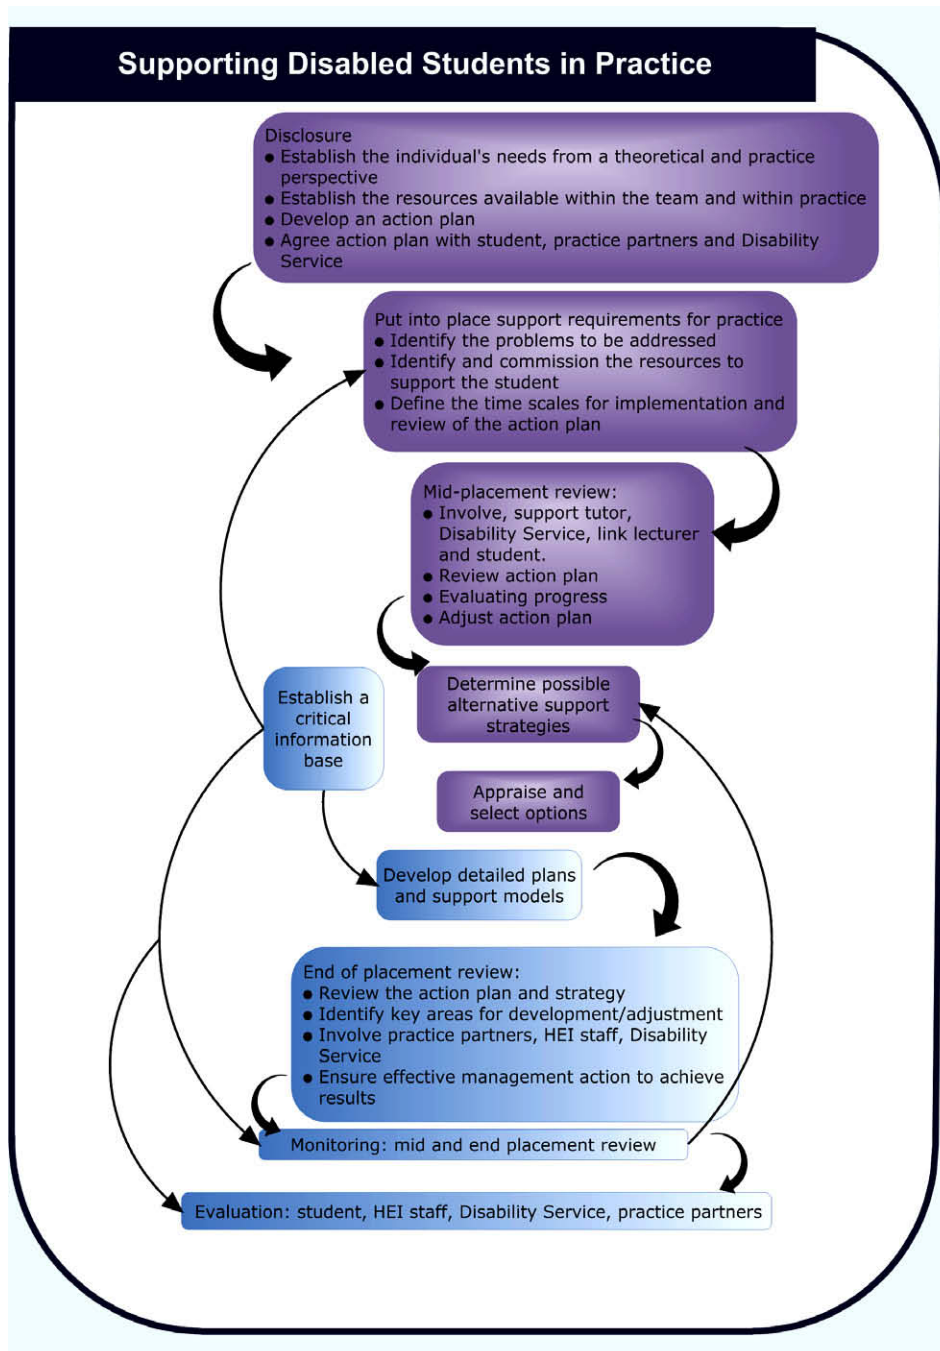 Supporting Disabled Students in Practice
Disclosure
● Establish the individual's needs from a theoretical and practice
perspective
● Establish the resources available within the team and within practice
● Develop an action plan
● Agree action plan with student, practice partners and Disability
Service
Put into place support requirements for practice
● Identify the problems to be addressed
● Identify and commission the resources to
support the student
● Define the time scales for implementation and
review of the action plan
Mid-placement review:
● Involve, support tutor,
Disability Service, link lecturer
and student.
● Review action plan
● Evaluating progress
● Adjust action plan
Establish a
critical
information
base
Determine possible
alternative support
strategies
Appraise and
select options
Develop detailed plans
and support models
End of placement review:
● Review the action plan and strategy
● Identify key areas for development/adjustment
● Involve practice partners, HEI staff, Disability
Service
● Ensure effective management action to achieve
results
Monitoring: mid and end placement review
Evaluation: student, HEI staff, Disability Service, practice partners